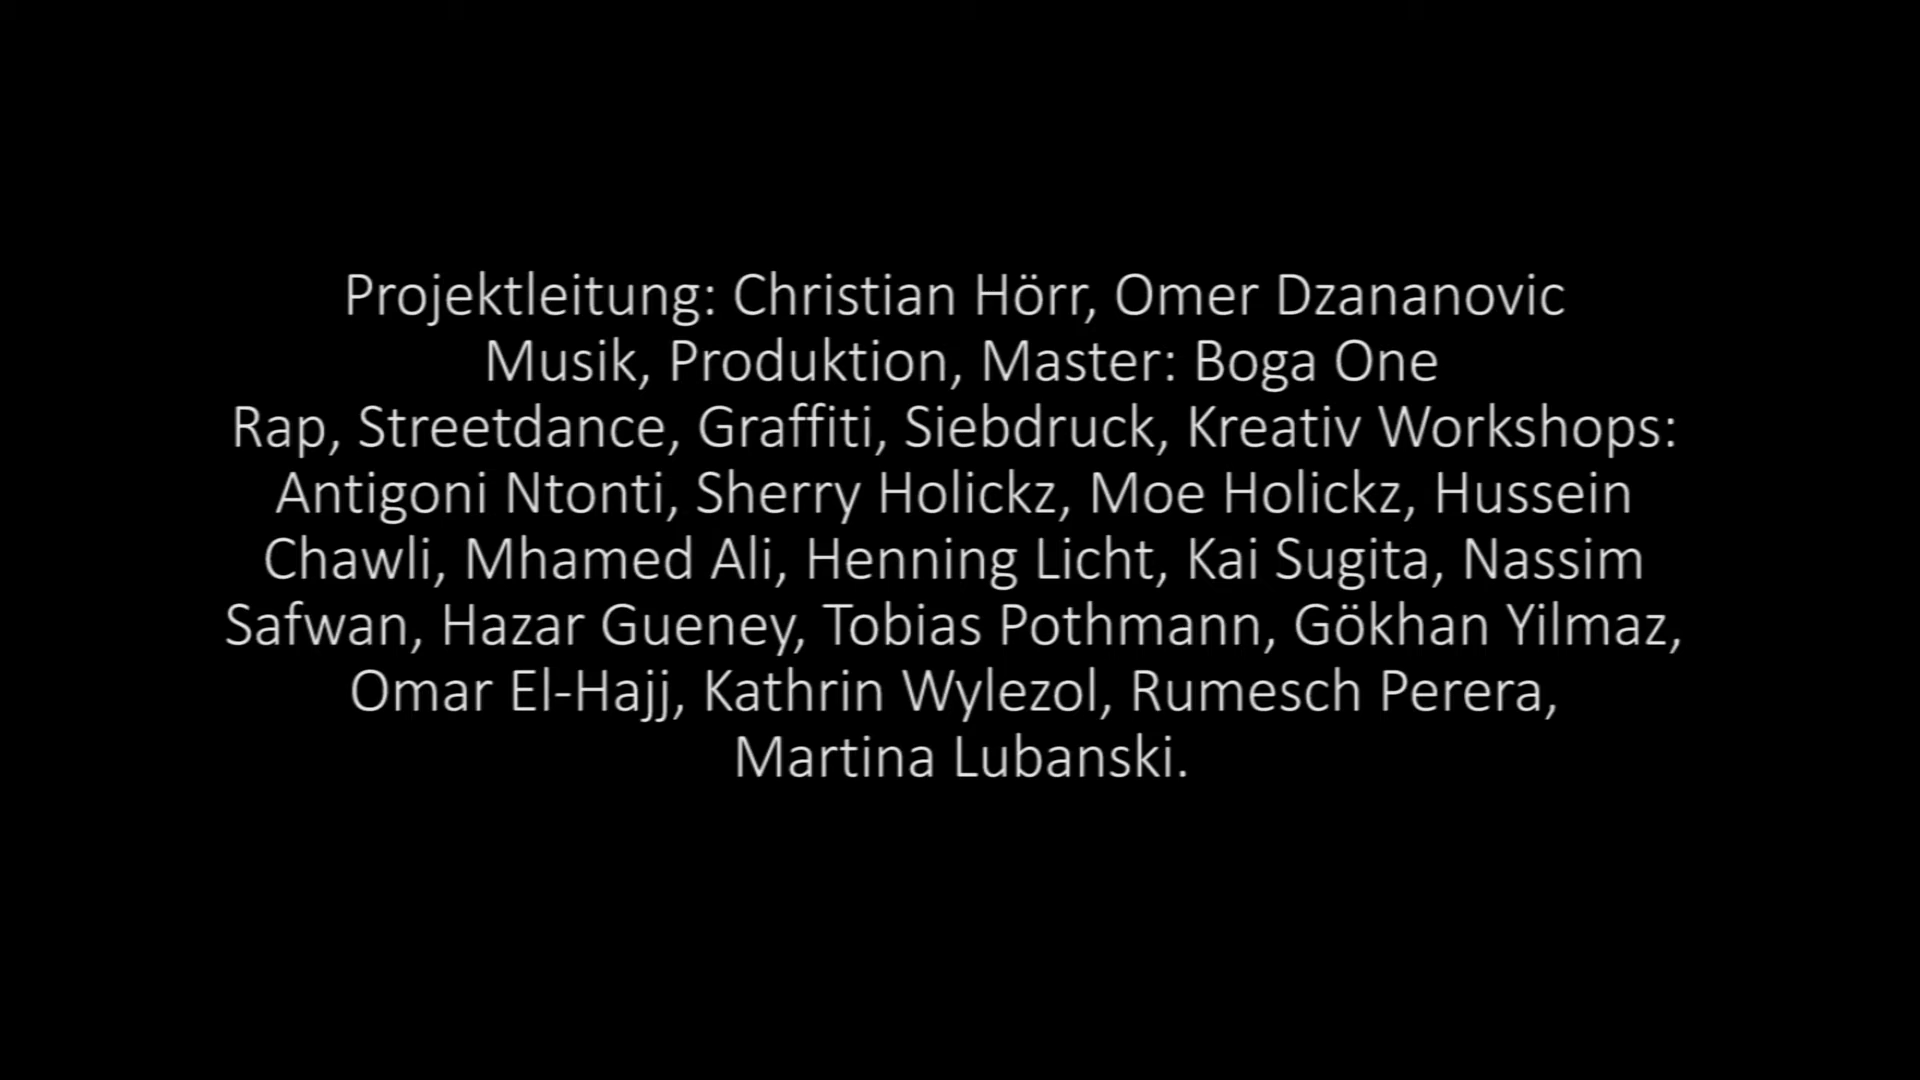 Projektleitung: Christian Hörr, Omer Dzananovic
Musik, Produktion, Master: Boga One
Rap, Streetdance, Graffiti, Siebdruck, Kreativ Workshops:
Antigoni Ntonti, Sherry Holickz, Moe Holickz, Hussein
Chawli, Mhamed Ali, Henning Licht, Kai Sugita, Nassim
Safwan, Hazar Gueney, Tobias Pothmann, Gökhan Yilmaz,
Omar El-Hajj, Kathrin Wylezol, Rumesch Perera,
Martina Lubanski.